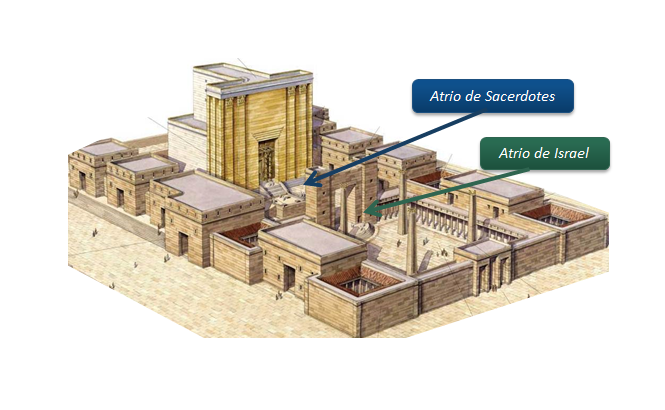 Atrio de Sacerdotes
Atrio de Israel